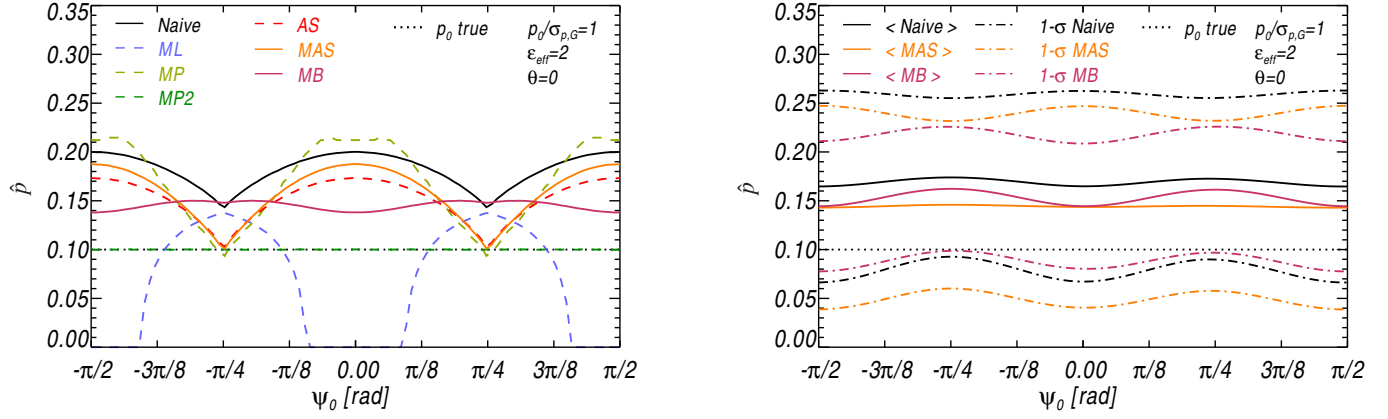 Naive
ML
MP
MP2
AS
MAS
MB
p0 true
p0/σp,G=1
εeff=2
θ=0
0.35
0.30
0.25
0.20
0.15
0.10
0.05
0.00
p̂
-π/2 -3π/8 -π/4 -π/8 0.00 π/8 π/4 3π/8 π/2
ψ0 [rad]
< Naive >
< MAS >
< MB >
1-σ Naive
1-σ MAS
1-σ MB
p0 true
p0/σp,G=1
εeff=2
θ=0
0.35
0.30
0.25
0.20
0.15
0.10
0.05
0.00
p̂
-π/2 -3π/8 -π/4 -π/8 0.00 π/8 π/4 3π/8 π/2
ψ0 [rad]